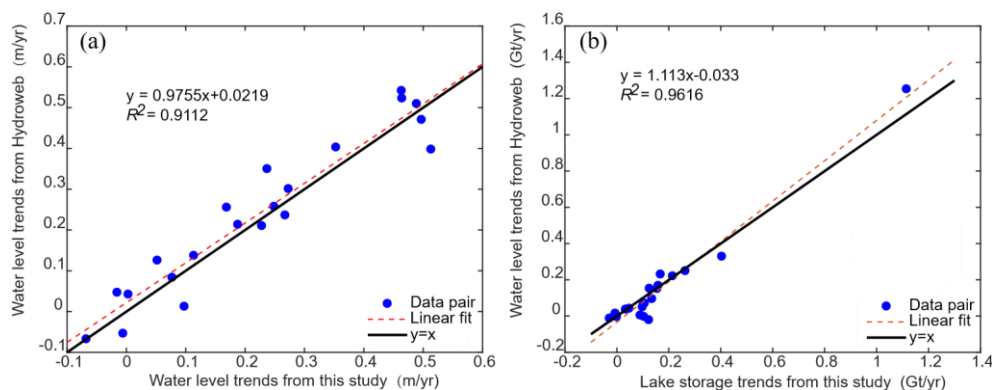 (a)
y = 0.9755x+0.0219
R² = 0.9112
Water level trends from Hydroweb (m/yr)
0.7
0.6
0.5
0.4
0.3
0.2
0.1
0
-0.1
-0.1 0 0.1 0.2 0.3 0.4 0.5 0.6
Water level trends from this study (m/yr)
Data pair
Linear fit
y=x
(b)
y = 1.113x-0.033
R² = 0.9616
Water level trends from Hydroweb (Gt/yr)
1.6
1.4
1.2
1
0.8
0.6
0.4
0.2
0
-0.2
-0.2 0 0.2 0.4 0.6 0.8 1 1.2 1.4
Lake storage trends from this study (Gt/yr)
Data pair
Linear fit
y=x